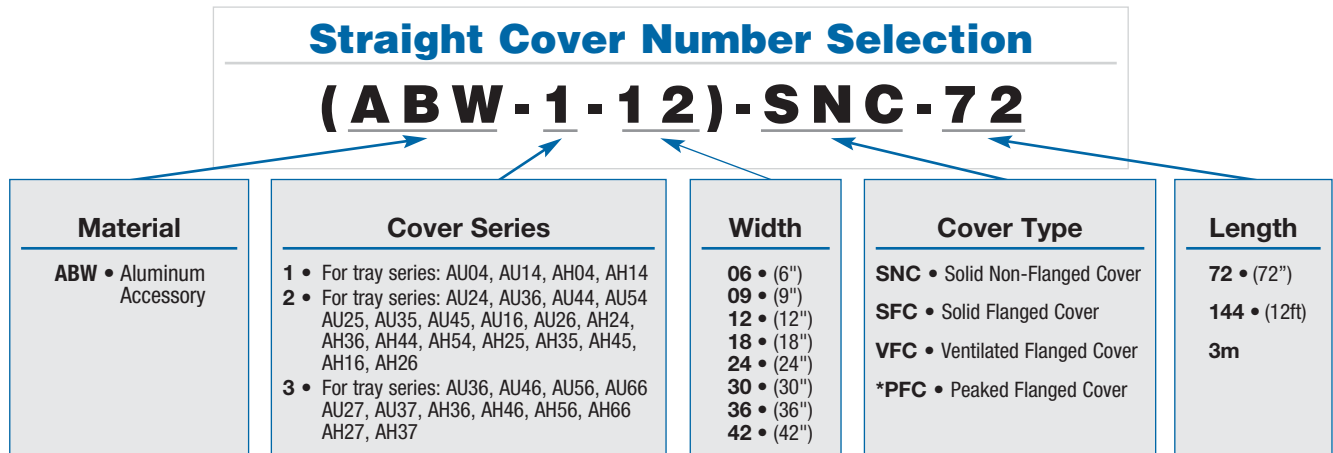 Straight Cover Number Selection
(ABW-1-12)-SNC-72
Material
ABW • Aluminum
Accessory
Cover Series
1 • For tray series: AU04, AU14, AH04, AH14
2 • For tray series: AU24, AU36, AU44, AU54
AU25, AU35, AU45, AU16, AU26, AH24,
AH36, AH44, AH54, AH25, AH35, AH45,
AH16, AH26
3 • For tray series: AU36, AU46, AU56, AU66
AU27, AU37, AH36, AH46, AH56, AH66
AH27, AH37
Width
06 • (6")
09 • (9")
12 • (12")
18 • (18")
24 • (24")
30 • (30")
36 • (36")
42 • (42")
Cover Type
SNC • Solid Non-Flanged Cover
SFC • Solid Flanged Cover
VFC • Ventilated Flanged Cover
*PFC • Peaked Flanged Cover
Length
72 • (72”)
144 • (12ft)
3m